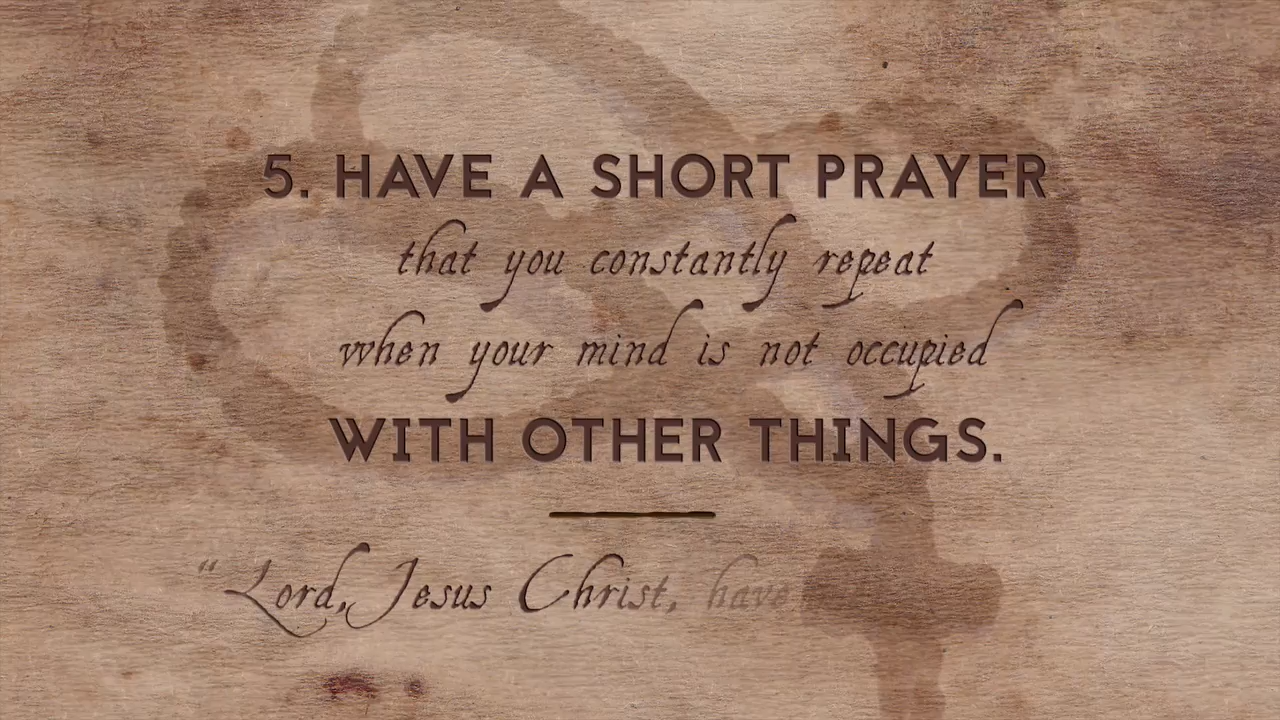 5. HAVE A SHORT PRAYER
that you constantly repeat
when your mind is not occupied
WITH OTHER THINGS.
“Lord, Jesus Christ, have